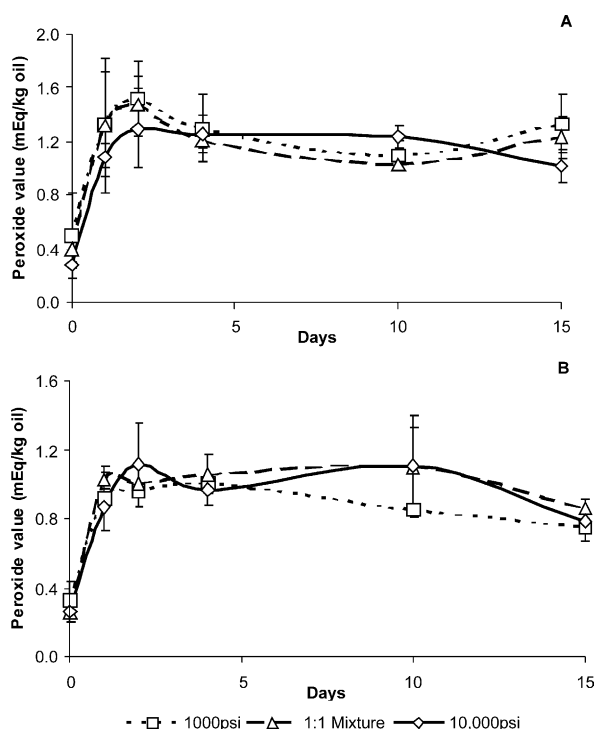 A
Peroxide value (mEq/kg oil)
2.0
1.6
1.2
0.8
0.4
0.0
0 5 10 15
Days
B
Peroxide value (mEq/kg oil)
1.6
1.2
0.8
0.4
0.0
0 5 10 15
Days
1000psi 1:1 Mixture 10,000psi